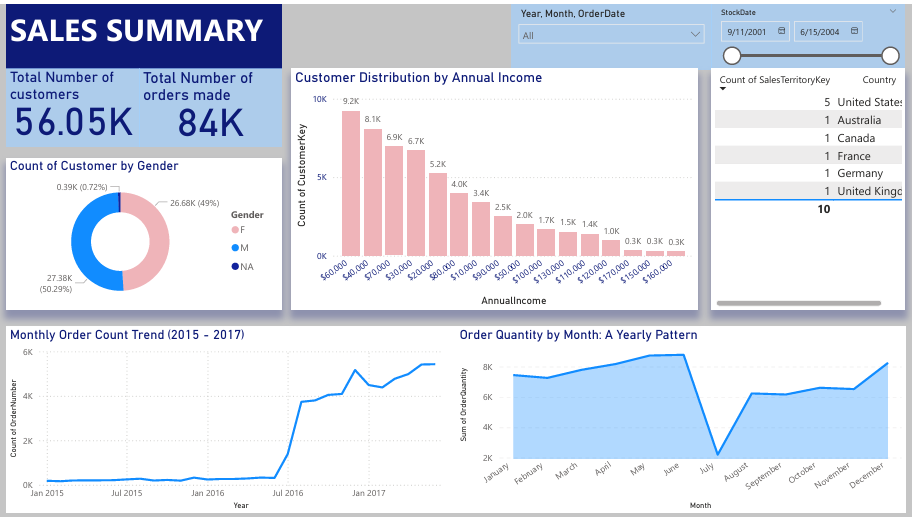 SALES SUMMARY
Year, Month, OrderDate
All
StockDate
9/11/2001
6/15/2004
Total Number of
customers
56.05K
Total Number of
orders made
84K
Count of Customer by Gender
0.39K (0.72%)
26.68K (49%)
27.38K
(50.29%)
Gender
F
M
NA
Customer Distribution by Annual Income
Count of CustomerKey
10K
5K
0K
9.2K
8.1K
6.9K
6.7K
5.2K
4.0K
3.4K
2.5K
2.0K
1.7K
1.5K
1.4K
1.0K
0.3K
0.3K
0.3K
$60,000
$40,000
$70,000
$30,000
$20,000
$80,000
$10,000
$90,000
$50,000
$100,000
$130,000
$110,000
$120,000
$170,000
$150,000
$160,000
AnnualIncome
Count of SalesTerritoryKey Country
5 United States
1 Australia
1 Canada
1 France
1 Germany
1 United Kingd
10
Monthly Order Count Trend (2015 - 2017)
Count of OrderNumber
6K
4K
2K
0K
Jan 2015 Jul 2015 Jan 2016 Jul 2016 Jan 2017
Year
Order Quantity by Month: A Yearly Pattern
Sum of OrderQuantity
8K
6K
4K
2K
January
February
March
April
May
June
July
August
September
October
November
December
Month